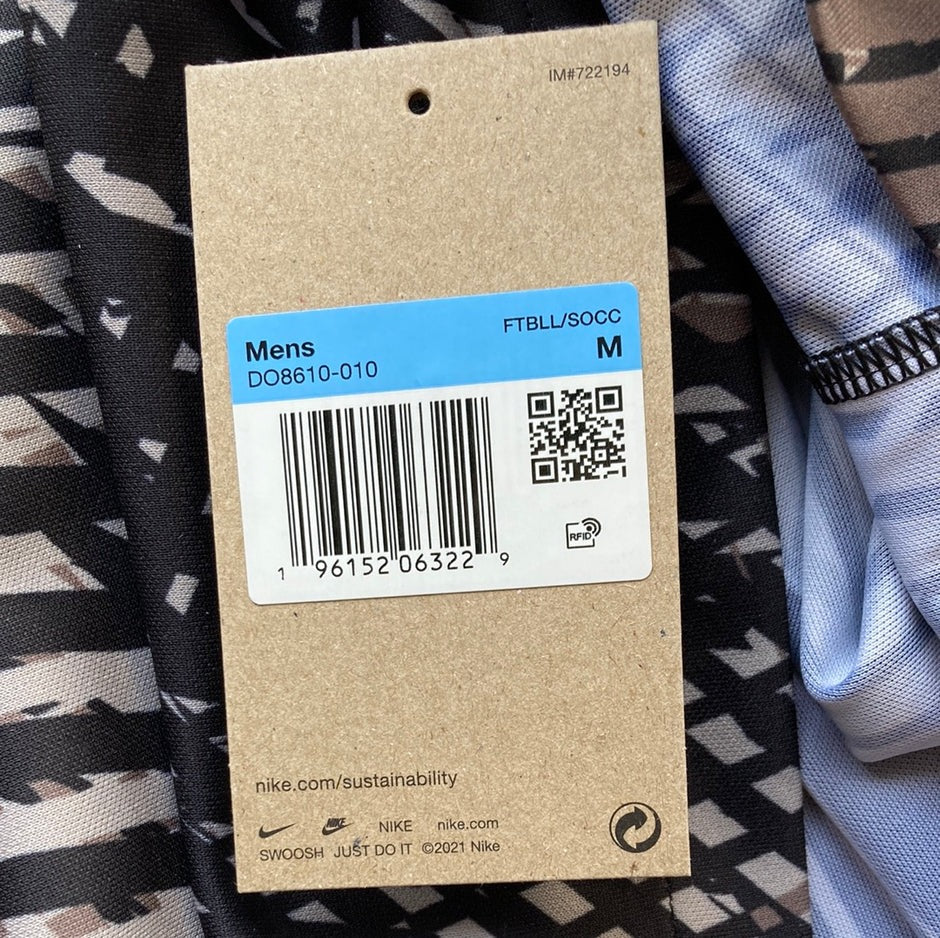 IM#722194
FTBLL/SOCC
Mens M
DO8610-010
1 96152 06322 9
RFID
nike.com/sustainability
NIKE nike.com
SWOOSH JUST DO IT ©2021 Nike